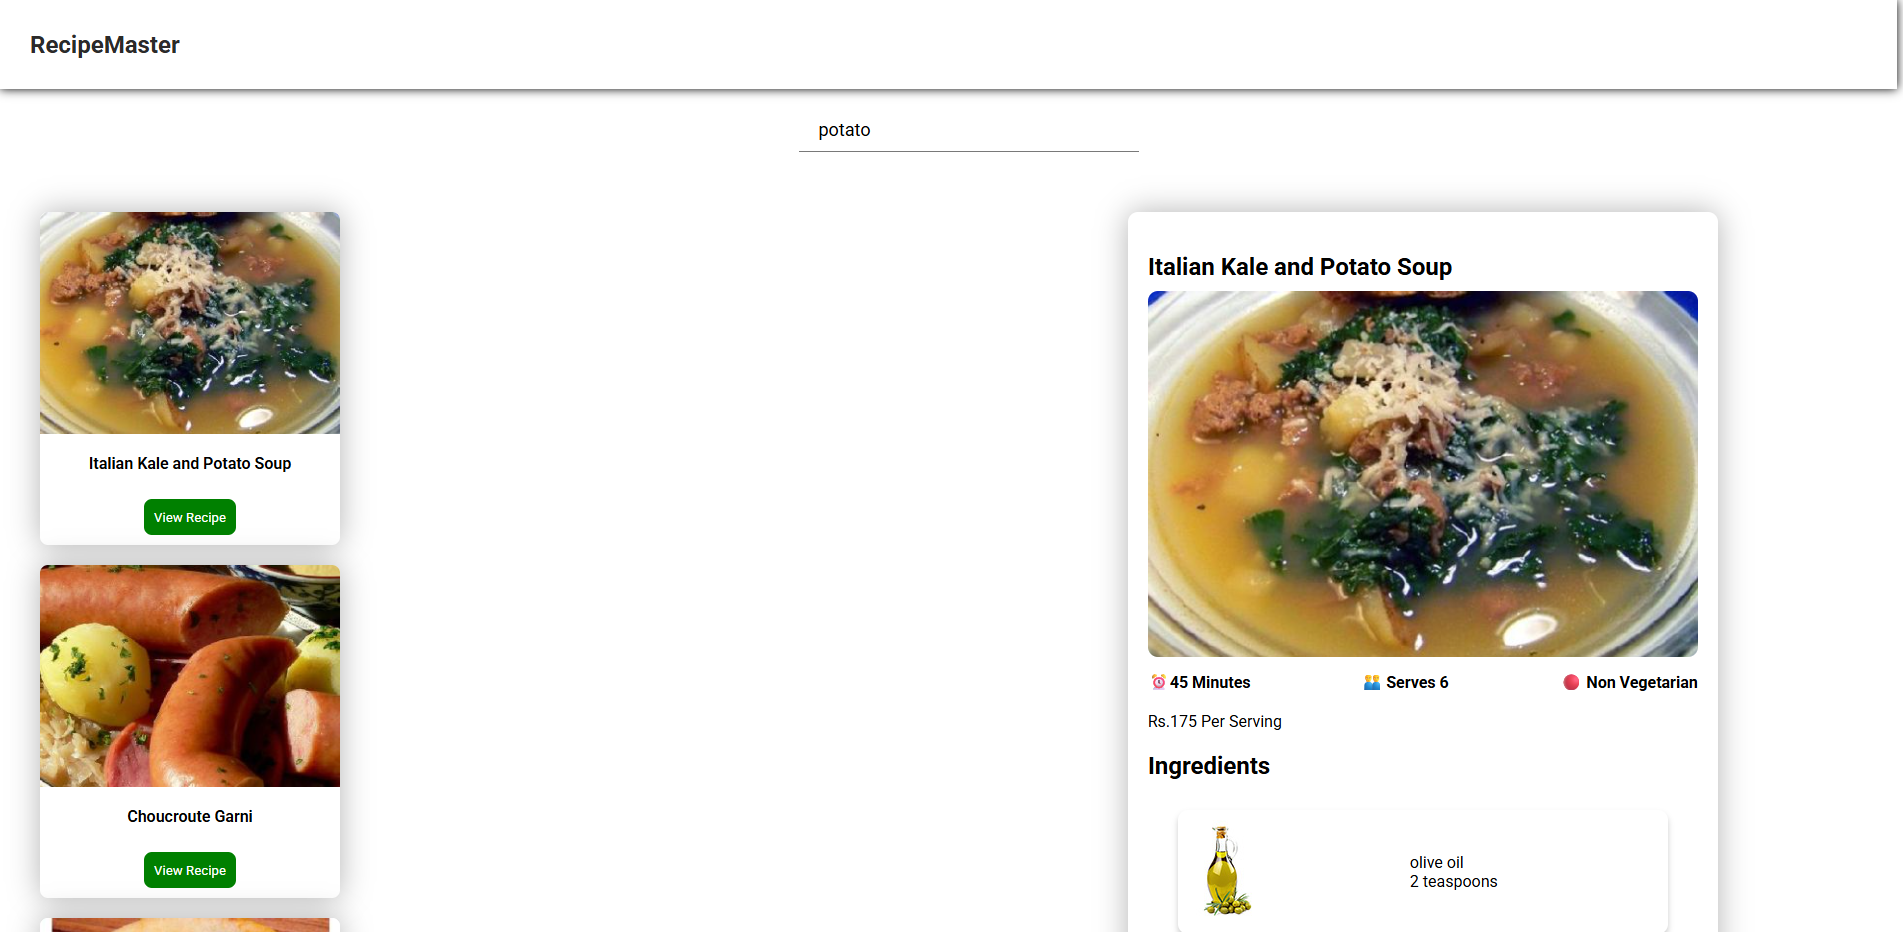 RecipeMaster
potato
Italian Kale and Potato Soup
View Recipe
Choucroute Garni
View Recipe
Italian Kale and Potato Soup
⏰ 45 Minutes
👥 Serves 6
🔴 Non Vegetarian
Rs.175 Per Serving
Ingredients
olive oil
2 teaspoons